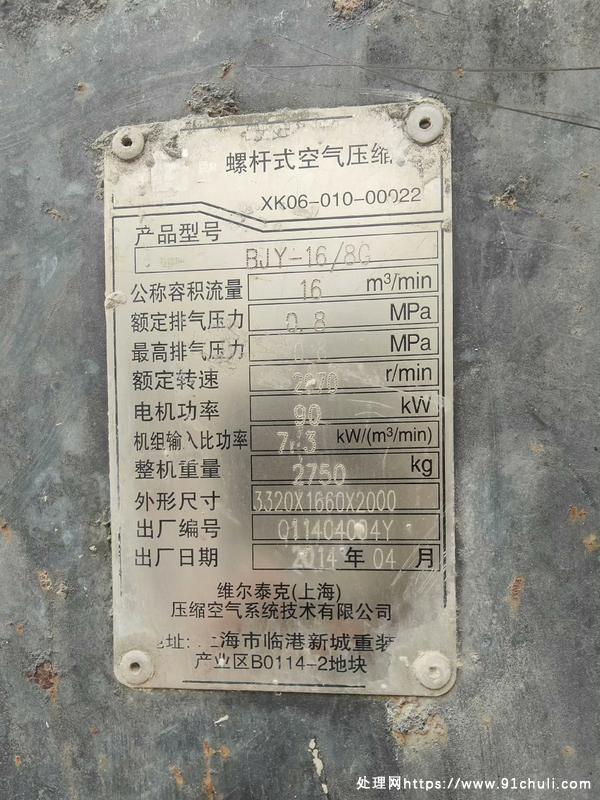 螺杆式空气压缩
XK06-010-00022
产品型号 BJY-16/8G
公称容积流量 16 m³/min
额定排气压力 0.8 MPa
最高排气压力 MPa
额定转速 r/min
电机功率 90 kW
机组输入比功率 kW/(m³/min)
整机重量 2750 kg
外形尺寸 3320X1660X2000
出厂编号 Q11404004Y
出厂日期 2014 年 04 月
维尔泰克(上海)
压缩空气系统技术有限公司
址: 上海市临港新城重装
产业区B0114-2地块
处理网https://www.91chuli.com